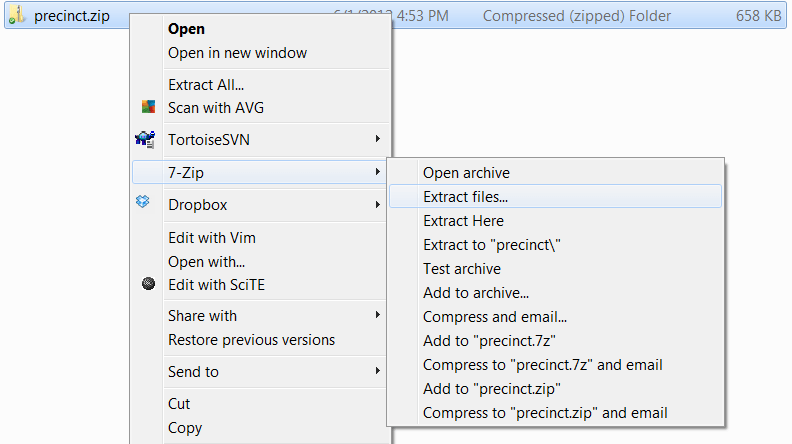 precinct.zip 4:53 PM Compressed (zipped) Folder 658 KB
Open
Open in new window
Extract All...
Scan with AVG
TortoiseSVN
7-Zip
Dropbox
Edit with Vim
Open with...
Edit with SciTE
Share with
Restore previous versions
Send to
Cut
Copy
Open archive
Extract files...
Extract Here
Extract to "precinct\"
Test archive
Add to archive...
Compress and email...
Add to "precinct.7z"
Compress to "precinct.7z" and email
Add to "precinct.zip"
Compress to "precinct.zip" and email